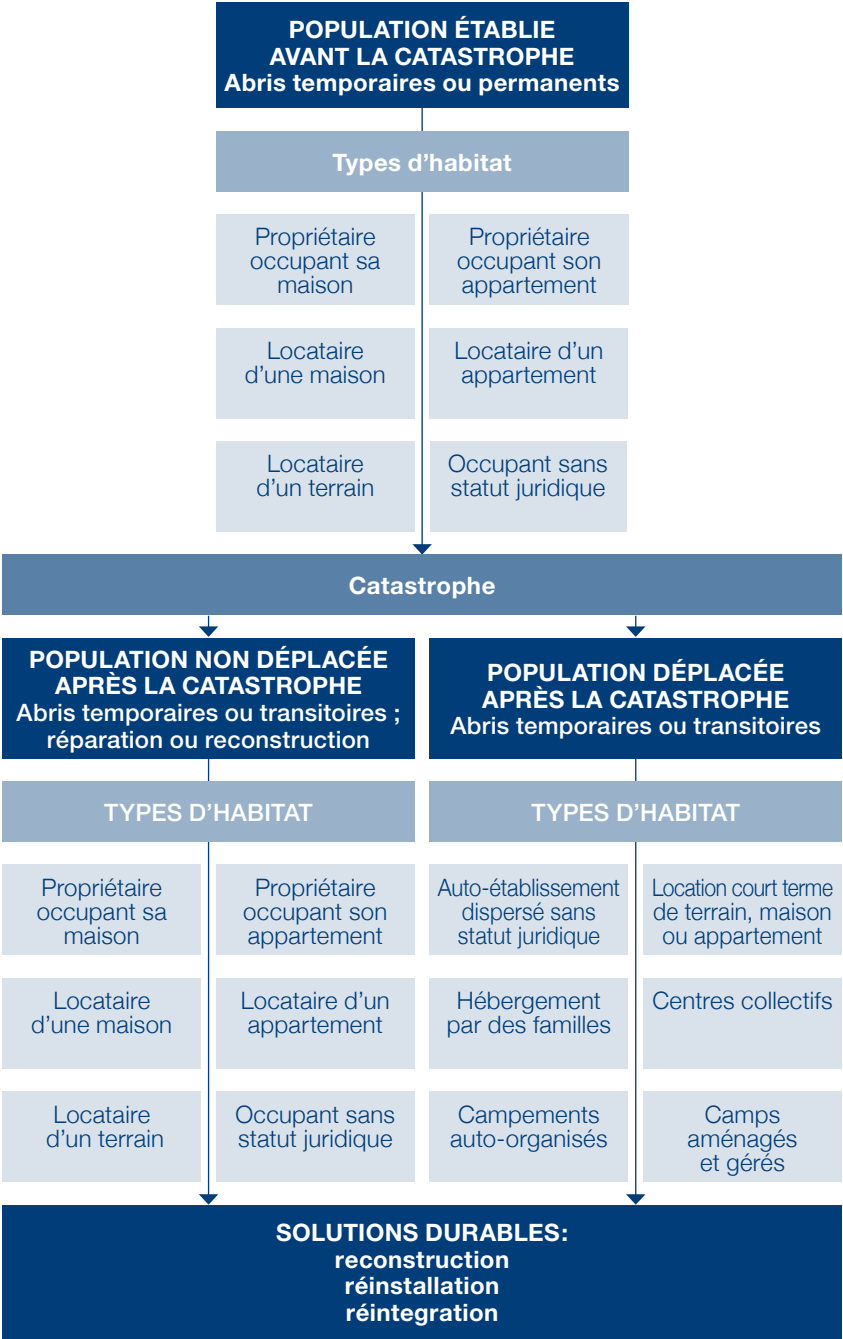 POPULATION ÉTABLIE
AVANT LA CATASTROPHE
Abris temporaires ou permanents
Types d'habitat
Propriétaire
occupant sa
maison
Propriétaire
occupant son
appartement
Locataire
d'une maison
Locataire d'un
appartement
Locataire
d'un terrain
Occupant sans
statut juridique
Catastrophe
POPULATION NON DÉPLACÉE
APRÈS LA CATASTROPHE
Abris temporaires ou transitoires ;
réparation ou reconstruction
POPULATION DÉPLACÉE
APRÈS LA CATASTROPHE
Abris temporaires ou transitoires
TYPES D'HABITAT
TYPES D'HABITAT
Propriétaire
occupant sa
maison
Propriétaire
occupant son
appartement
Auto-établissement
dispersé sans
statut juridique
Location court terme
de terrain, maison
ou appartement
Locataire
d'une maison
Locataire d'un
appartement
Hébergement
par des familles
Centres collectifs
Locataire
d'un terrain
Occupant sans
statut juridique
Campements
auto-organisés
Camps
aménagés
et gérés
SOLUTIONS DURABLES:
reconstruction
réinstallation
réintegration